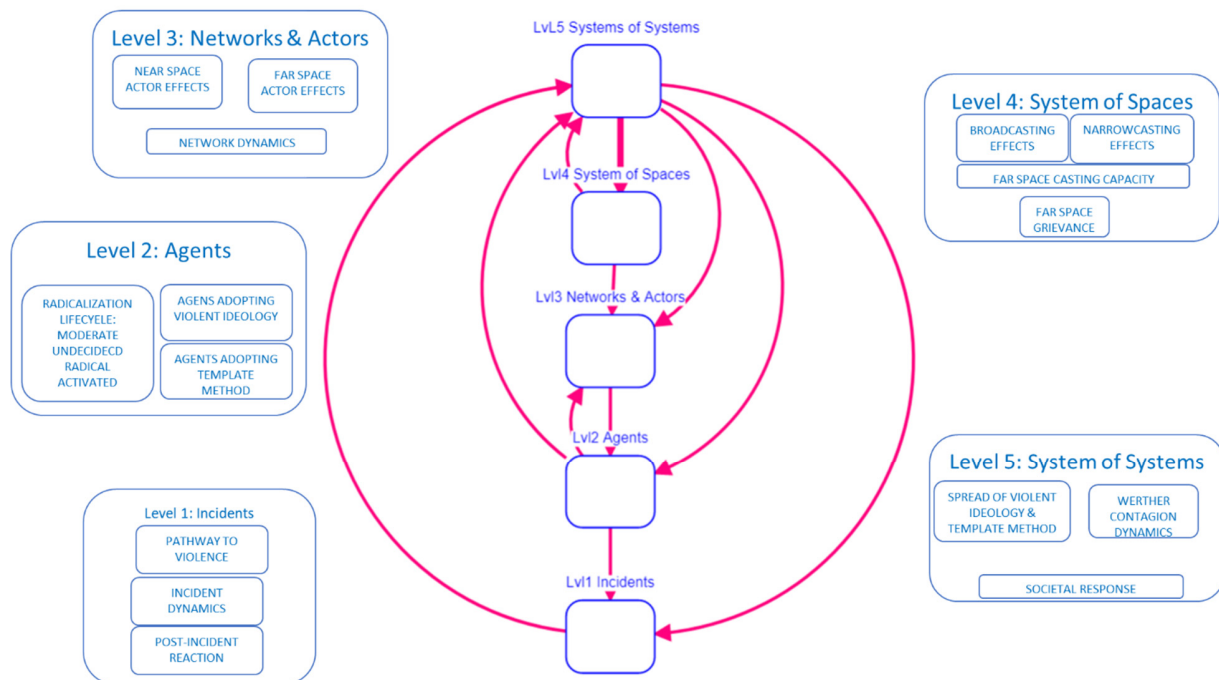 Level 3: Networks & Actors
NEAR SPACE
ACTOR EFFECTS
FAR SPACE
ACTOR EFFECTS
NETWORK DYNAMICS
Level 2: Agents
RADICALIZATION
LIFECYLE:
MODERATE
UNDECIDECD
RADICAL
ACTIVATED
AGENS ADOPTING
VIOLENT IDEOLOGY
AGENTS ADOPTING
TEMPLATE
METHOD
Level 1: Incidents
PATHWAY TO
VIOLENCE
INCIDENT
DYNAMICS
POST-INCIDENT
REACTION
LvL5 Systems of Systems
Lvl4 System of Spaces
Lvl3 Networks & Actors
Lvl2 Agents
Lvl1 Incidents
Level 4: System of Spaces
BROADCASTING
EFFECTS
NARROWCASTING
EFFECTS
FAR SPACE CASTING CAPACITY
FAR SPACE
GRIEVANCE
Level 5: System of Systems
SPREAD OF VIOLENT
IDEOLOGY &
TEMPLATE METHOD
WERTHER
CONTAGION
DYNAMICS
SOCIETAL RESPONSE